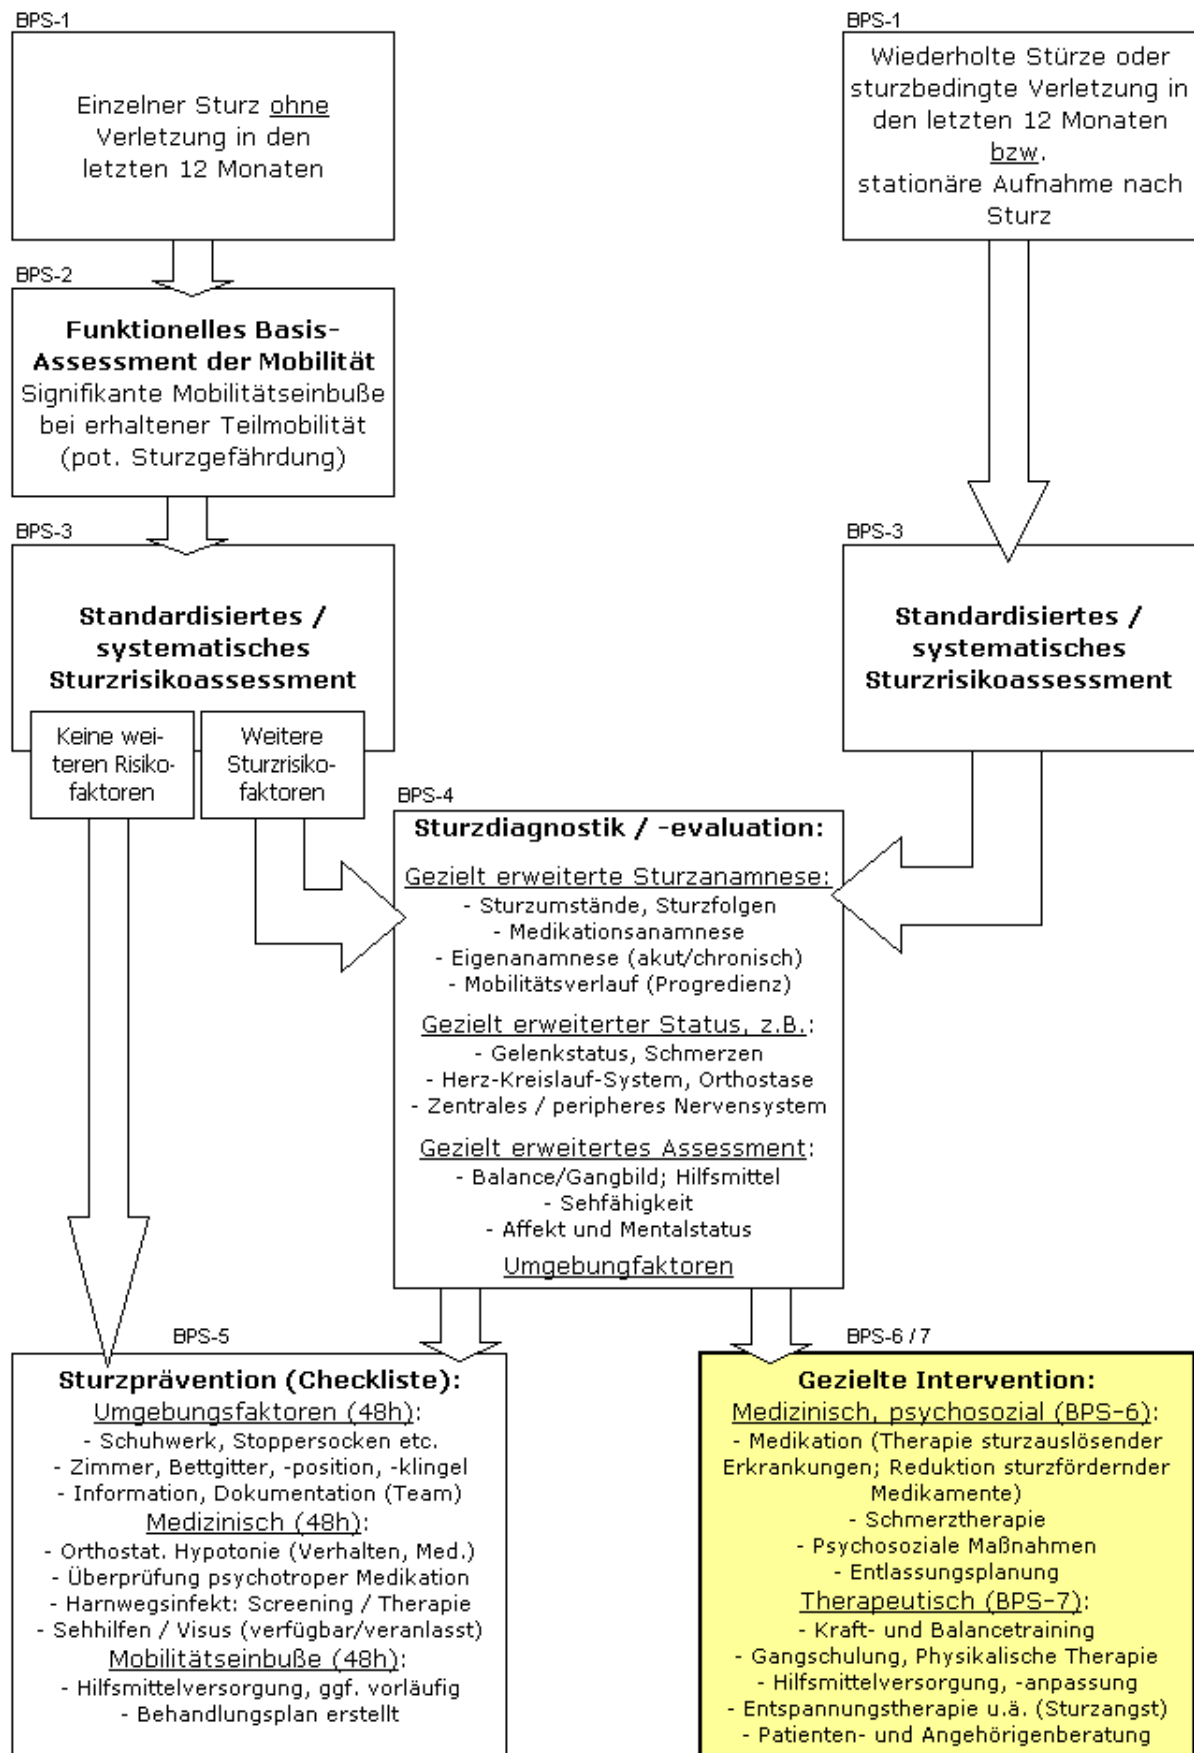 BPS-1
Einzelner Sturz ohne
Verletzung in den
letzten 12 Monaten
BPS-1
Wiederholte Stürze oder
sturzbedingte Verletzung in
den letzten 12 Monaten
bzw.
stationäre Aufnahme nach
Sturz
BPS-2
Funktionelles Basis-
Assessment der Mobilität
Signifikante Mobilitätseinbuße
bei erhaltener Teilmobilität
(pot. Sturzgefährdung)
BPS-3
Standardisiertes /
systematisches
Sturzrisikoassessment
Keine wei-
teren Risiko-
faktoren
Weitere
Sturzrisiko-
faktoren
BPS-3
Standardisiertes /
systematisches
Sturzrisikoassessment
BPS-4
Sturzdiagnostik / -evaluation:
Gezielt erweiterte Sturzanamnese:
- Sturzumstände, Sturzfolgen
- Medikationsanamnese
- Eigenanamnese (akut/chronisch)
- Mobilitätsverlauf (Progredienz)
Gezielt erweiterter Status, z.B.:
- Gelenkstatus, Schmerzen
- Herz-Kreislauf-System, Orthostase
- Zentrales / peripheres Nervensystem
Gezielt erweitertes Assessment:
- Balance/Gangbild; Hilfsmittel
- Sehfähigkeit
- Affekt und Mentalstatus
Umgebungfaktoren
BPS-5
Sturzprävention (Checkliste):
Umgebungsfaktoren (48h):
- Schuhwerk, Stoppersocken etc.
- Zimmer, Bettgitter, -position, -klingel
- Information, Dokumentation (Team)
Medizinisch (48h):
- Orthostat. Hypotonie (Verhalten, Med.)
- Überprüfung psychotroper Medikation
- Harnwegsinfekt: Screening / Therapie
- Sehhilfen / Visus (verfügbar/veranlasst)
Mobilitätseinbuße (48h):
- Hilfsmittelversorgung, ggf. vorläufig
- Behandlungsplan erstellt
BPS-6 / 7
Gezielte Intervention:
Medizinisch, psychosozial (BPS-6):
- Medikation (Therapie sturzauslösender
Erkrankungen; Reduktion sturzfördernder
Medikamente)
- Schmerztherapie
- Psychosoziale Maßnahmen
- Entlassungsplanung
Therapeutisch (BPS-7):
- Kraft- und Balancetraining
- Gangschulung, Physikalische Therapie
- Hilfsmittelversorgung, -anpassung
- Entspannungstherapie u.ä. (Sturzangst)
- Patienten- und Angehörigenberatung